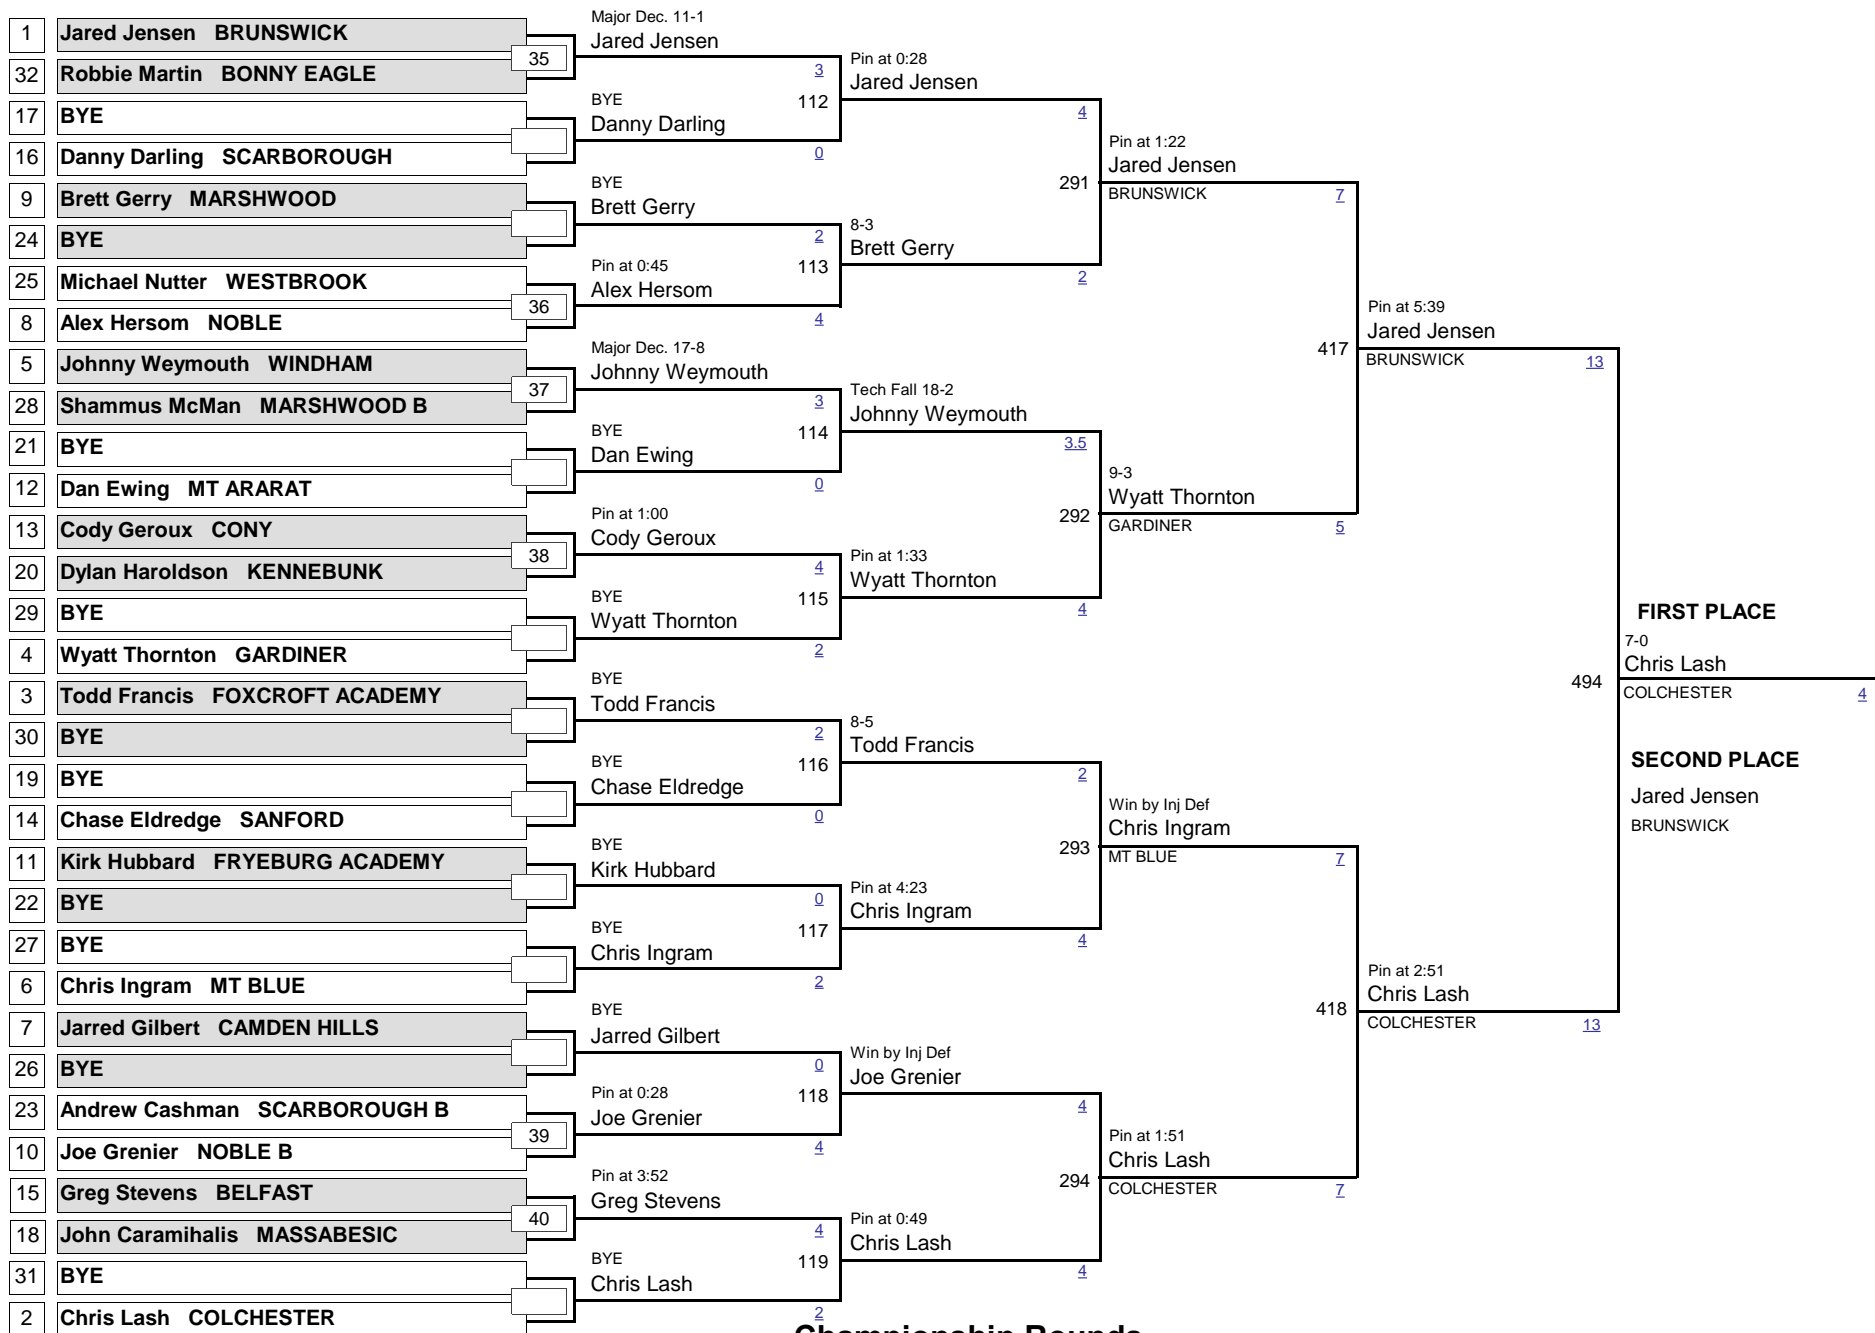 1 Jared Jensen BRUNSWICK
32 Robbie Martin BONNY EAGLE
17 BYE
16 Danny Darling SCARBOROUGH
9 Brett Gerry MARSHWOOD
24 BYE
25 Michael Nutter WESTBROOK
8 Alex Hersom NOBLE
5 Johnny Weymouth WINDHAM
28 Shammus McMan MARSHWOOD B
21 BYE
12 Dan Ewing MT ARARAT
13 Cody Geroux CONY
20 Dylan Haroldson KENNEBUNK
29 BYE
4 Wyatt Thornton GARDINER
3 Todd Francis FOXCROFT ACADEMY
30 BYE
19 BYE
14 Chase Eldredge SANFORD
11 Kirk Hubbard FRYEBURG ACADEMY
22 BYE
27 BYE
6 Chris Ingram MT BLUE
7 Jarred Gilbert CAMDEN HILLS
26 BYE
23 Andrew Cashman SCARBOROUGH B
10 Joe Grenier NOBLE B
15 Greg Stevens BELFAST
18 John Caramihalis MASSABESIC
31 BYE
2 Chris Lash COLCHESTER
35
36
37
38
39
40
Major Dec. 11-1
Jared Jensen
3
BYE
112
Danny Darling
0
BYE
Brett Gerry
2
Pin at 0:45
113
Alex Hersom
4
Major Dec. 17-8
Johnny Weymouth
3
BYE
114
Dan Ewing
0
Pin at 1:00
Cody Geroux
4
BYE
115
Wyatt Thornton
2
BYE
Todd Francis
2
BYE
116
Chase Eldredge
0
BYE
Kirk Hubbard
0
BYE
117
Chris Ingram
2
BYE
Jarred Gilbert
0
Pin at 0:28
118
Joe Grenier
4
Pin at 3:52
Greg Stevens
4
BYE
119
Chris Lash
2
Pin at 0:28
Jared Jensen
4
291
8-3
Brett Gerry
2
Tech Fall 18-2
Johnny Weymouth
3.5
292
Pin at 1:33
Wyatt Thornton
4
8-5
Todd Francis
2
293
Pin at 4:23
Chris Ingram
4
Win by Inj Def
Joe Grenier
4
294
Pin at 0:49
Chris Lash
4
Pin at 1:22
Jared Jensen
BRUNSWICK
7
417
9-3
Wyatt Thornton
GARDINER
5
Win by Inj Def
Chris Ingram
MT BLUE
7
418
Pin at 1:51
Chris Lash
COLCHESTER
7
Pin at 5:39
Jared Jensen
BRUNSWICK
13
494
Pin at 2:51
Chris Lash
COLCHESTER
13
FIRST PLACE
7-0
Chris Lash
COLCHESTER
4
SECOND PLACE
Jared Jensen
BRUNSWICK
Championship Rounds